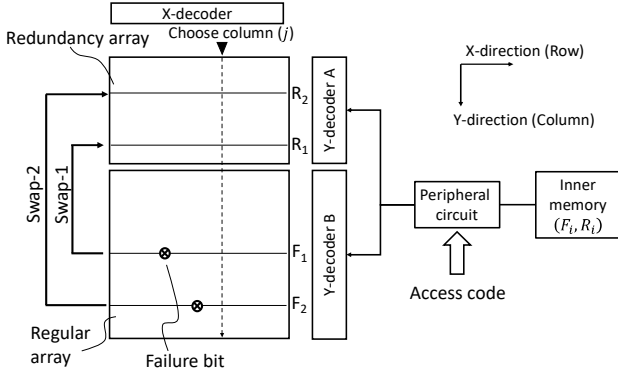 X-decoder
Choose column (j)
Redundancy array
R2
R1
Y-decoder A
X-direction (Row)
Y-direction (Column)
Swap-2
Swap-1
F1
F2
Y-decoder B
Peripheral
circuit
Inner
memory
(Fi, Ri)
Access code
Regular
array
Failure bit